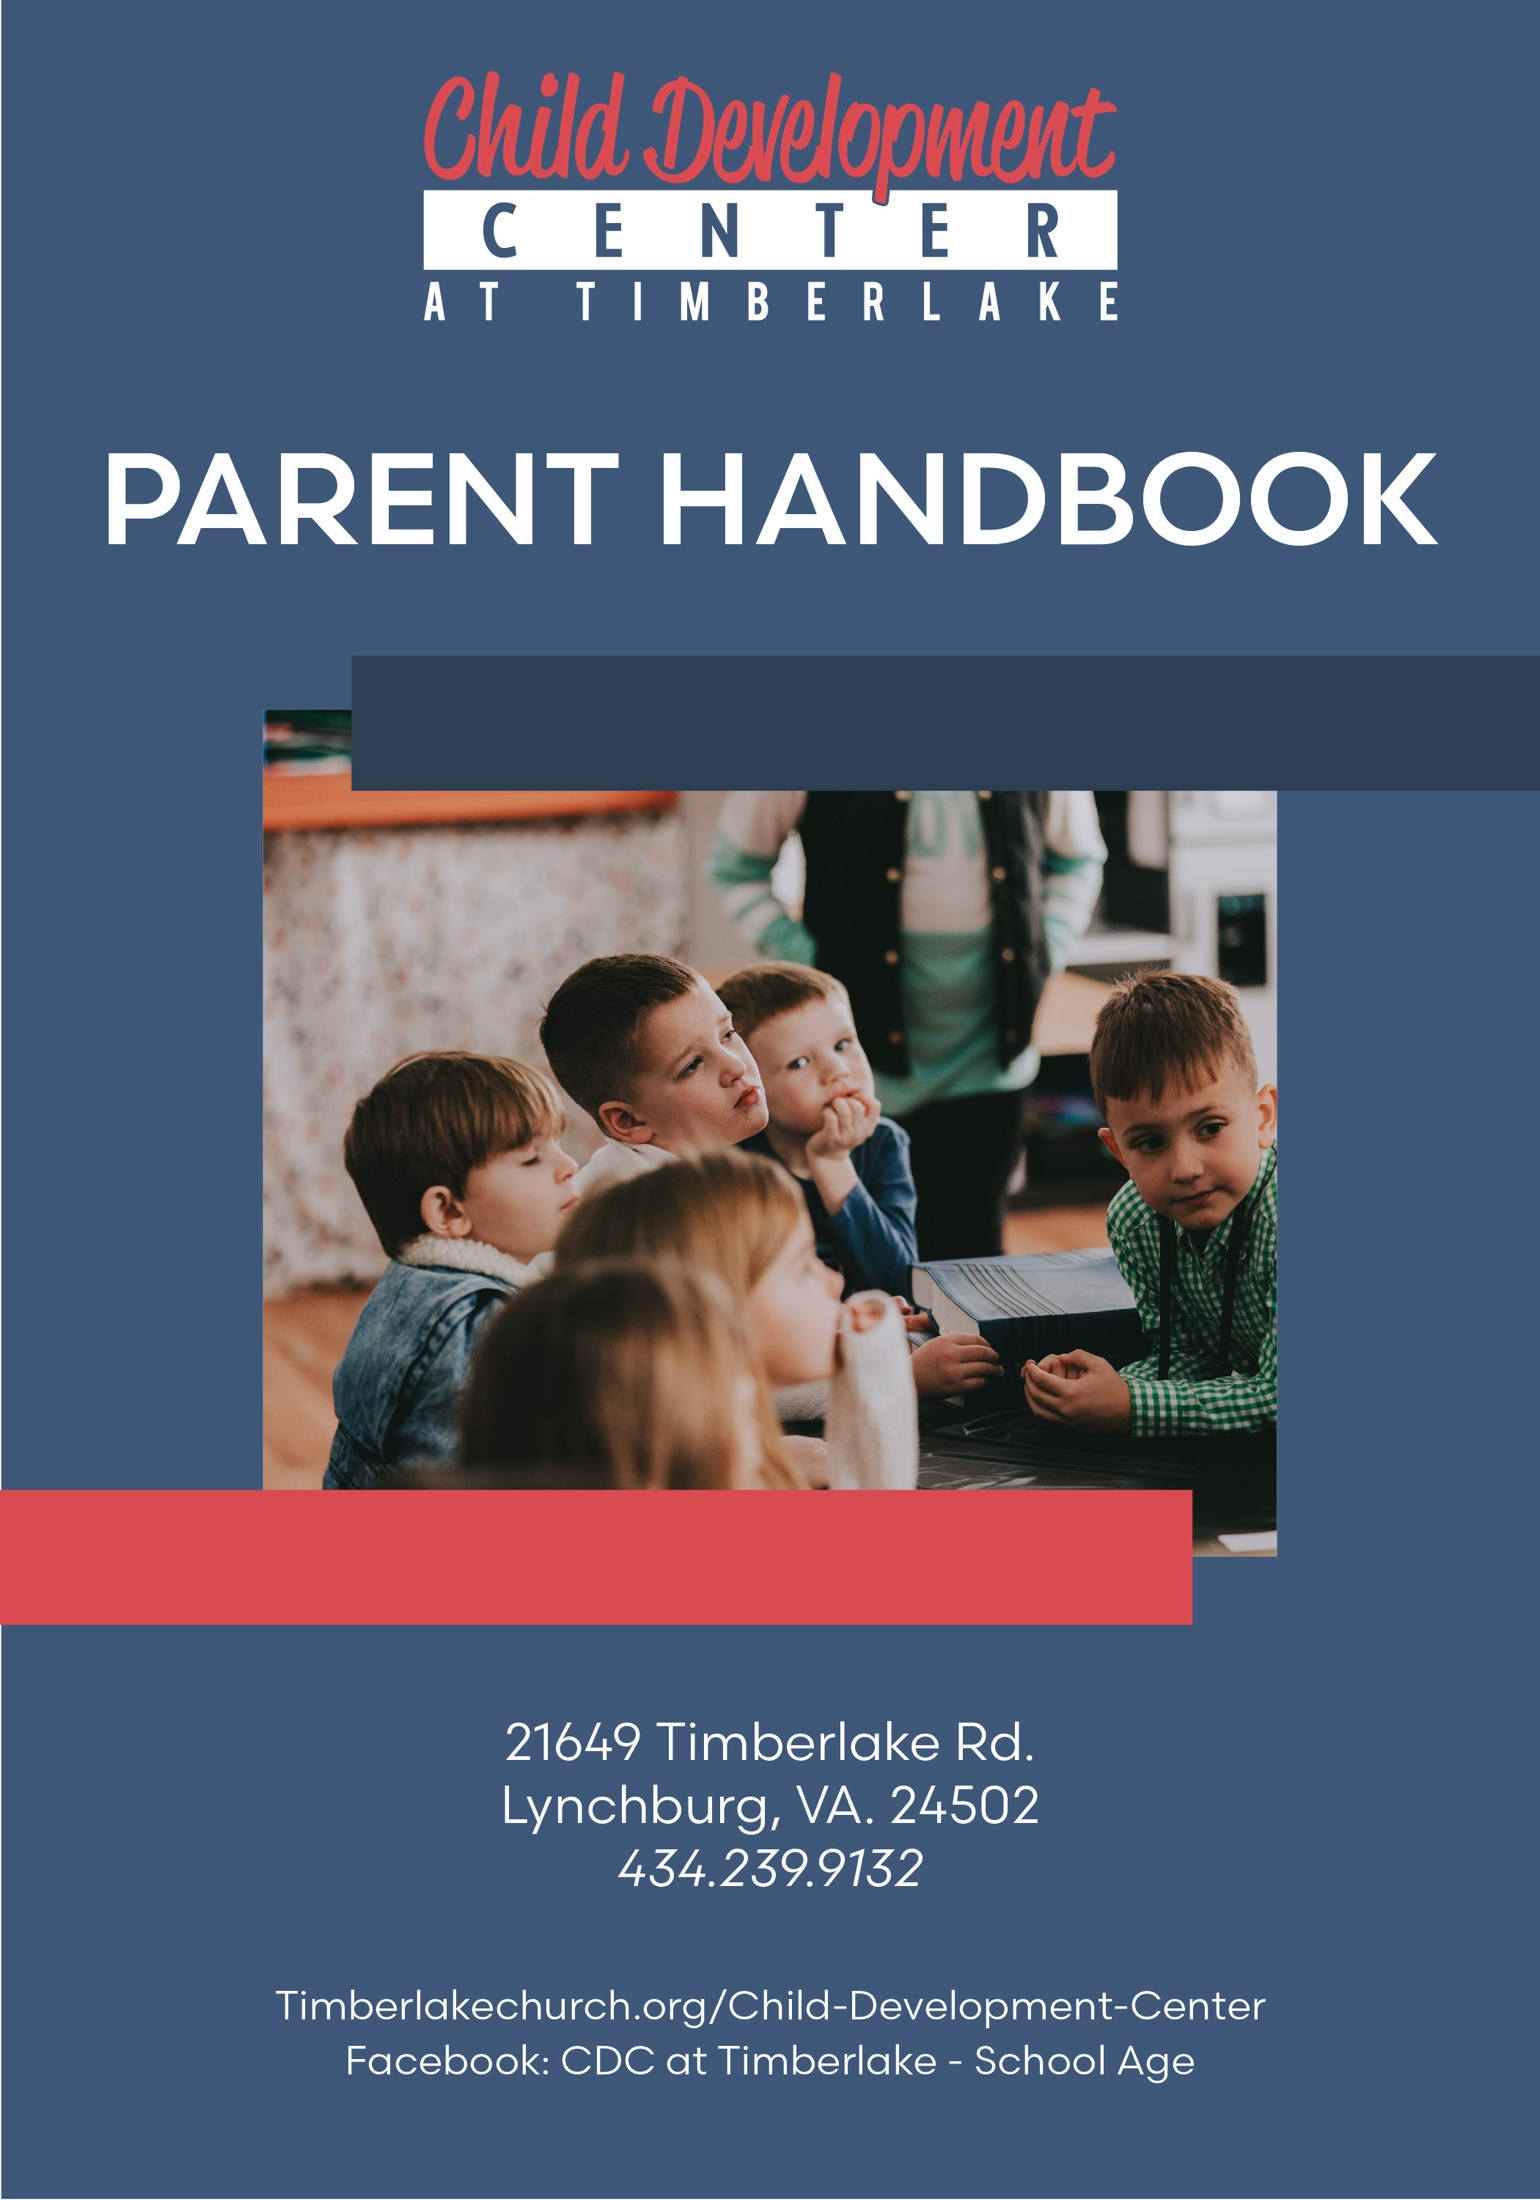 Child Development
CENTER
AT TIMBERLAKE
PARENT HANDBOOK
21649 Timberlake Rd.
Lynchburg, VA. 24502
434.239.9132
Timberlakechurch.org/Child-Development-Center
Facebook: CDC at Timberlake - School Age